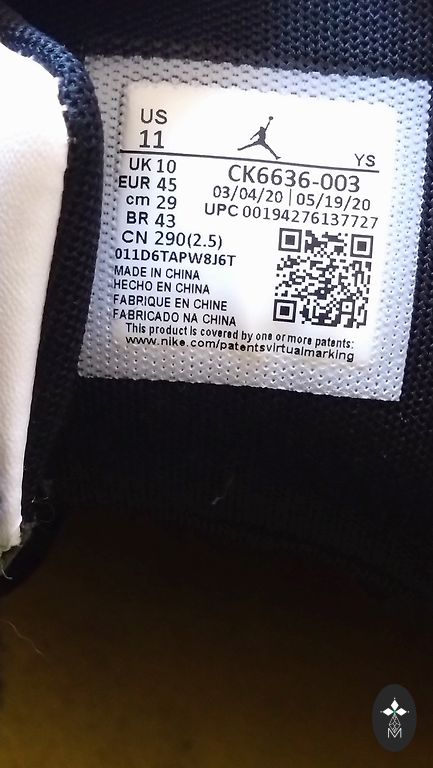 US
11
YS
UK 10
EUR 45
cm 29
BR 43
CN 290(2.5)
011D6TAPW8J6T
CK6636-003
03/04/20 | 05/19/20
UPC 00194276137727
MADE IN CHINA
HECHO EN CHINA
FABRIQUE EN CHINE
FABRICADO NA CHINA
This product is covered by one or more patents:
www.nike.com/patentsvirtualmarking
M